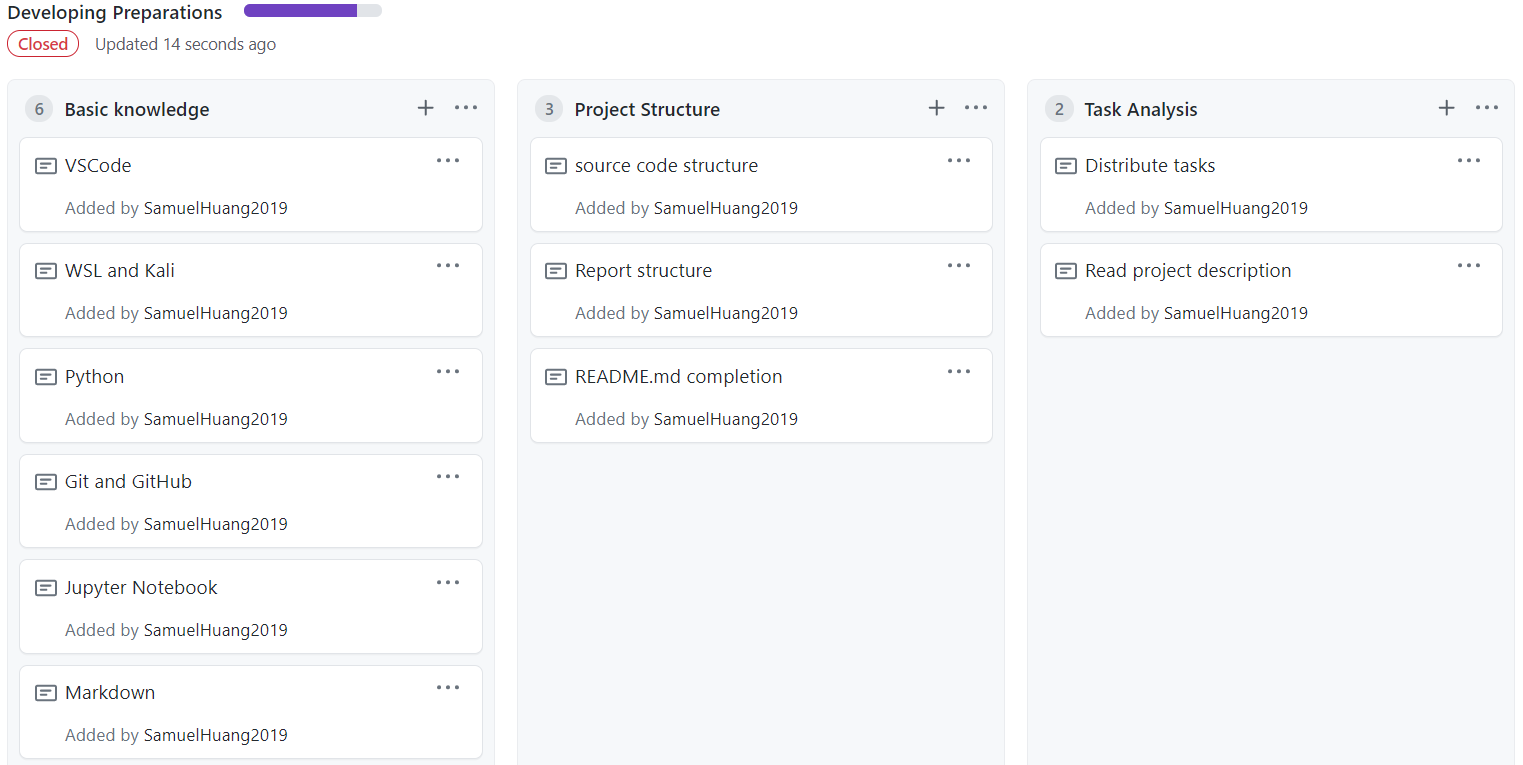 Developing Preparations
Closed
Updated 14 seconds ago
6
Basic knowledge
VSCode
Added by SamuelHuang2019
WSL and Kali
Added by SamuelHuang2019
Python
Added by SamuelHuang2019
Git and GitHub
Added by SamuelHuang2019
Jupyter Notebook
Added by SamuelHuang2019
Markdown
Added by SamuelHuang2019
3
Project Structure
source code structure
Added by SamuelHuang2019
Report structure
Added by SamuelHuang2019
README.md completion
Added by SamuelHuang2019
2
Task Analysis
Distribute tasks
Added by SamuelHuang2019
Read project description
Added by SamuelHuang2019